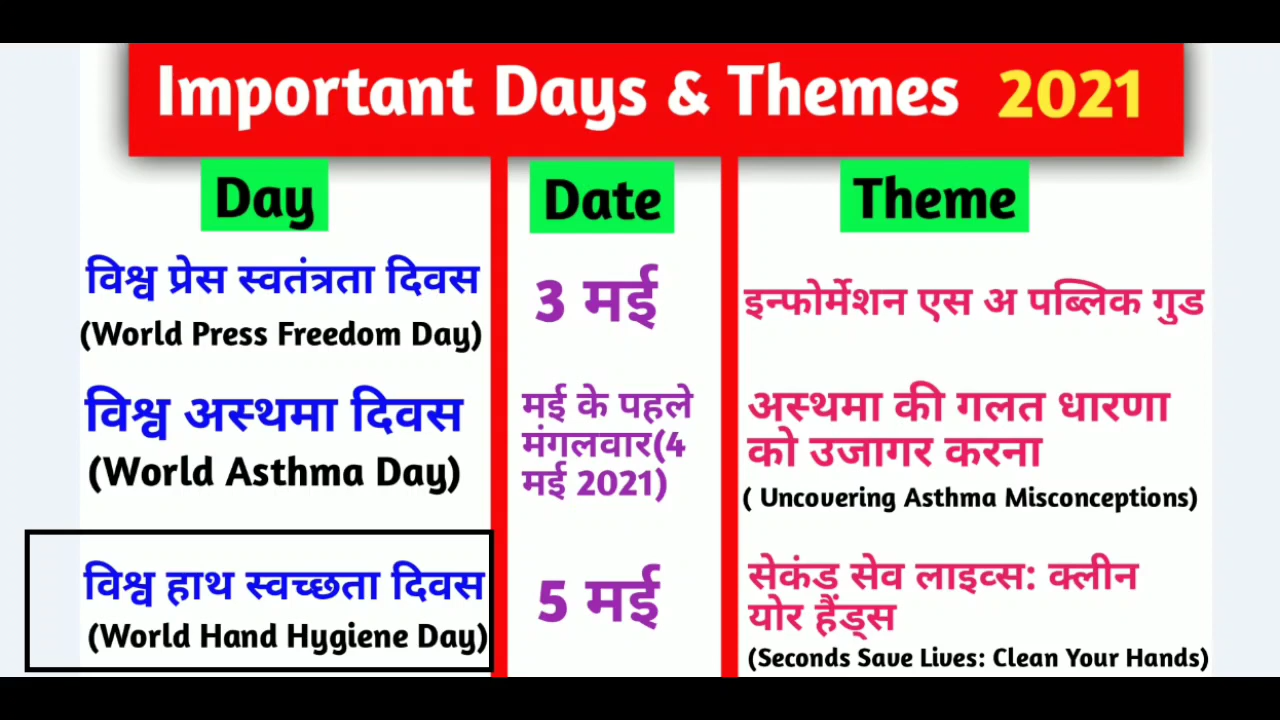 Important Days & Themes 2021
Day
Date
Theme
विश्व प्रेस स्वतंत्रता दिवस
(World Press Freedom Day)
3 मई
इन्फोर्मेशन एस अ पब्लिक गुड
विश्व अस्थमा दिवस
(World Asthma Day)
मई के पहले
मंगलवार(4
मई 2021)
अस्थमा की गलत धारणा
को उजागर करना
( Uncovering Asthma Misconceptions)
विश्व हाथ स्वच्छता दिवस
(World Hand Hygiene Day)
5 मई
सेकंड सेव लाइव्स: क्लीन
योर हैंड्स
(Seconds Save Lives: Clean Your Hands)